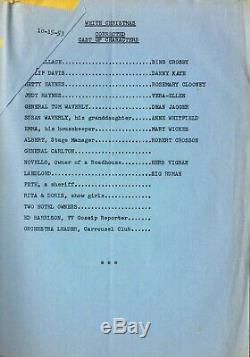 WHITE CHRISTMAS
10-15-53
CORRECTED
CAST OF CHARACTERS
WALLACE BING CROSBY
DAVIS DANNY KAYE
BETTY HAYNES ROSEMARY CLOONEY
JUDY HAYNES VERA-ELLEN
GENERAL TOM WAVERLY DEAN JAGGER
SUSAN WAVERLY, his granddaughter ANNE WHITFIELD
EMMA, his housekeeper MARY WICKES
ALBERT, Stage Manager ROBERT CROSSON
GENERAL CARLTON
NOVELLO, Owner of a Roadhouse HERB VIGRAN
LANDLORD SIG RUMAN
PETE, a sheriff
RITA & DORIS, show girls
TWO HOTEL OWNERS
ED HARRISON, TV Gossip Reporter
ORCHESTRA LEADER, Carrousel Club
* * *